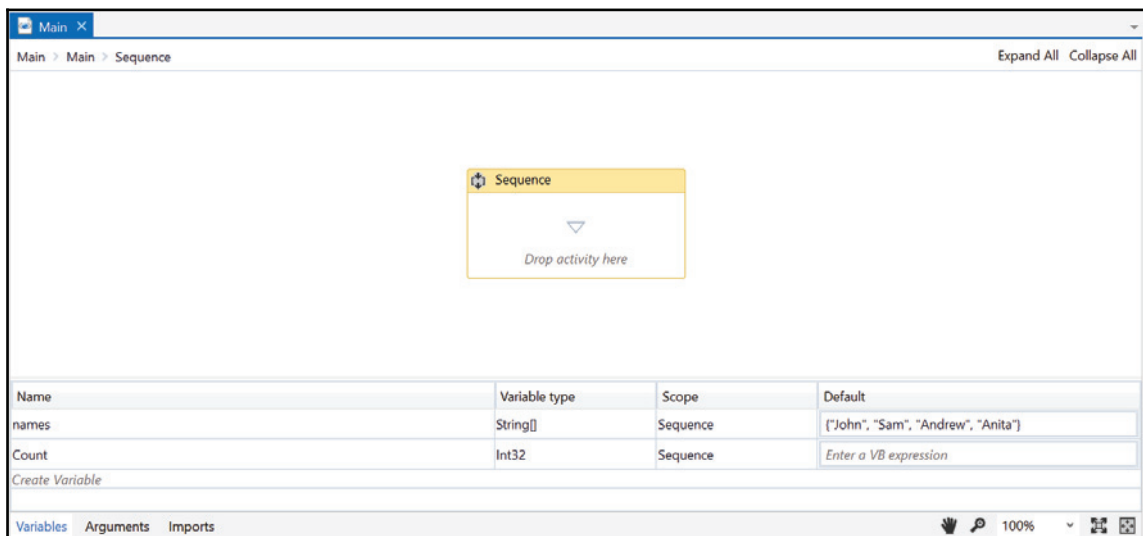 Main
Main > Main > Sequence Expand All Collapse All
Sequence
Drop activity here
Name Variable type Scope Default
names String[] Sequence {"John", "Sam", "Andrew", "Anita"}
Count Int32 Sequence Enter a VB expression
Create Variable
Variables Arguments Imports 100%